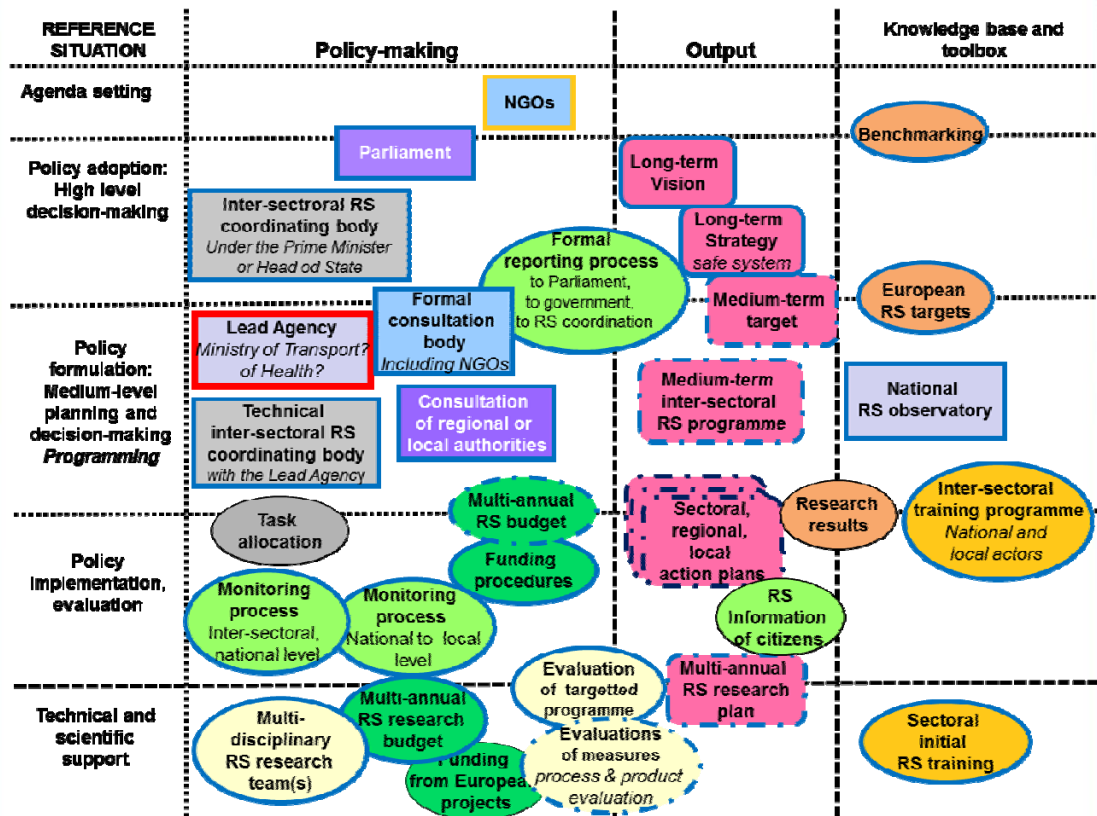 REFERENCE
SITUATION
Policy-making
Output
Knowledge base and
toolbox
Agenda setting
NGOs
Benchmarking
Parliament
Policy adoption:
High level
decision-making
Long-term
Vision
Inter-sectroral RS
coordinating body
Under the Prime Minister
or Head od State
Long-term
Strategy
safe system
Formal
reporting process
to Parliament,
to government,
to RS coordination
Medium-term
target
European
RS targets
Policy
formulation:
Medium-level
planning and
decision-making
Programming
Lead Agency
Ministry of Transport?
of Health?
Formal
consultation
body
Including NGOs
Medium-term
inter-sectoral
RS programme
National
RS observatory
Consultation
of regional or
local authorities
Technical
inter-sectoral RS
coordinating body
with the Lead Agency
Multi-annual
RS budget
Sectoral,
regional,
local
action plans
Research
results
Inter-sectoral
training programme
National and
local actors
Task
allocation
Policy
implementation,
evaluation
Funding
procedures
Monitoring
process
Inter-sectoral,
national level
Monitoring
process
National to local
level
RS
Information
of citizens
Evaluation
of targetted
programme
Multi-annual
RS research
plan
Technical and
scientific
support
Multi-
disciplinary
RS research
team(s)
Multi-annual
RS research
budget
Funding
from Europea
projects
Evaluations
of measures
process & product
evaluation
Sectoral
initial
RS training